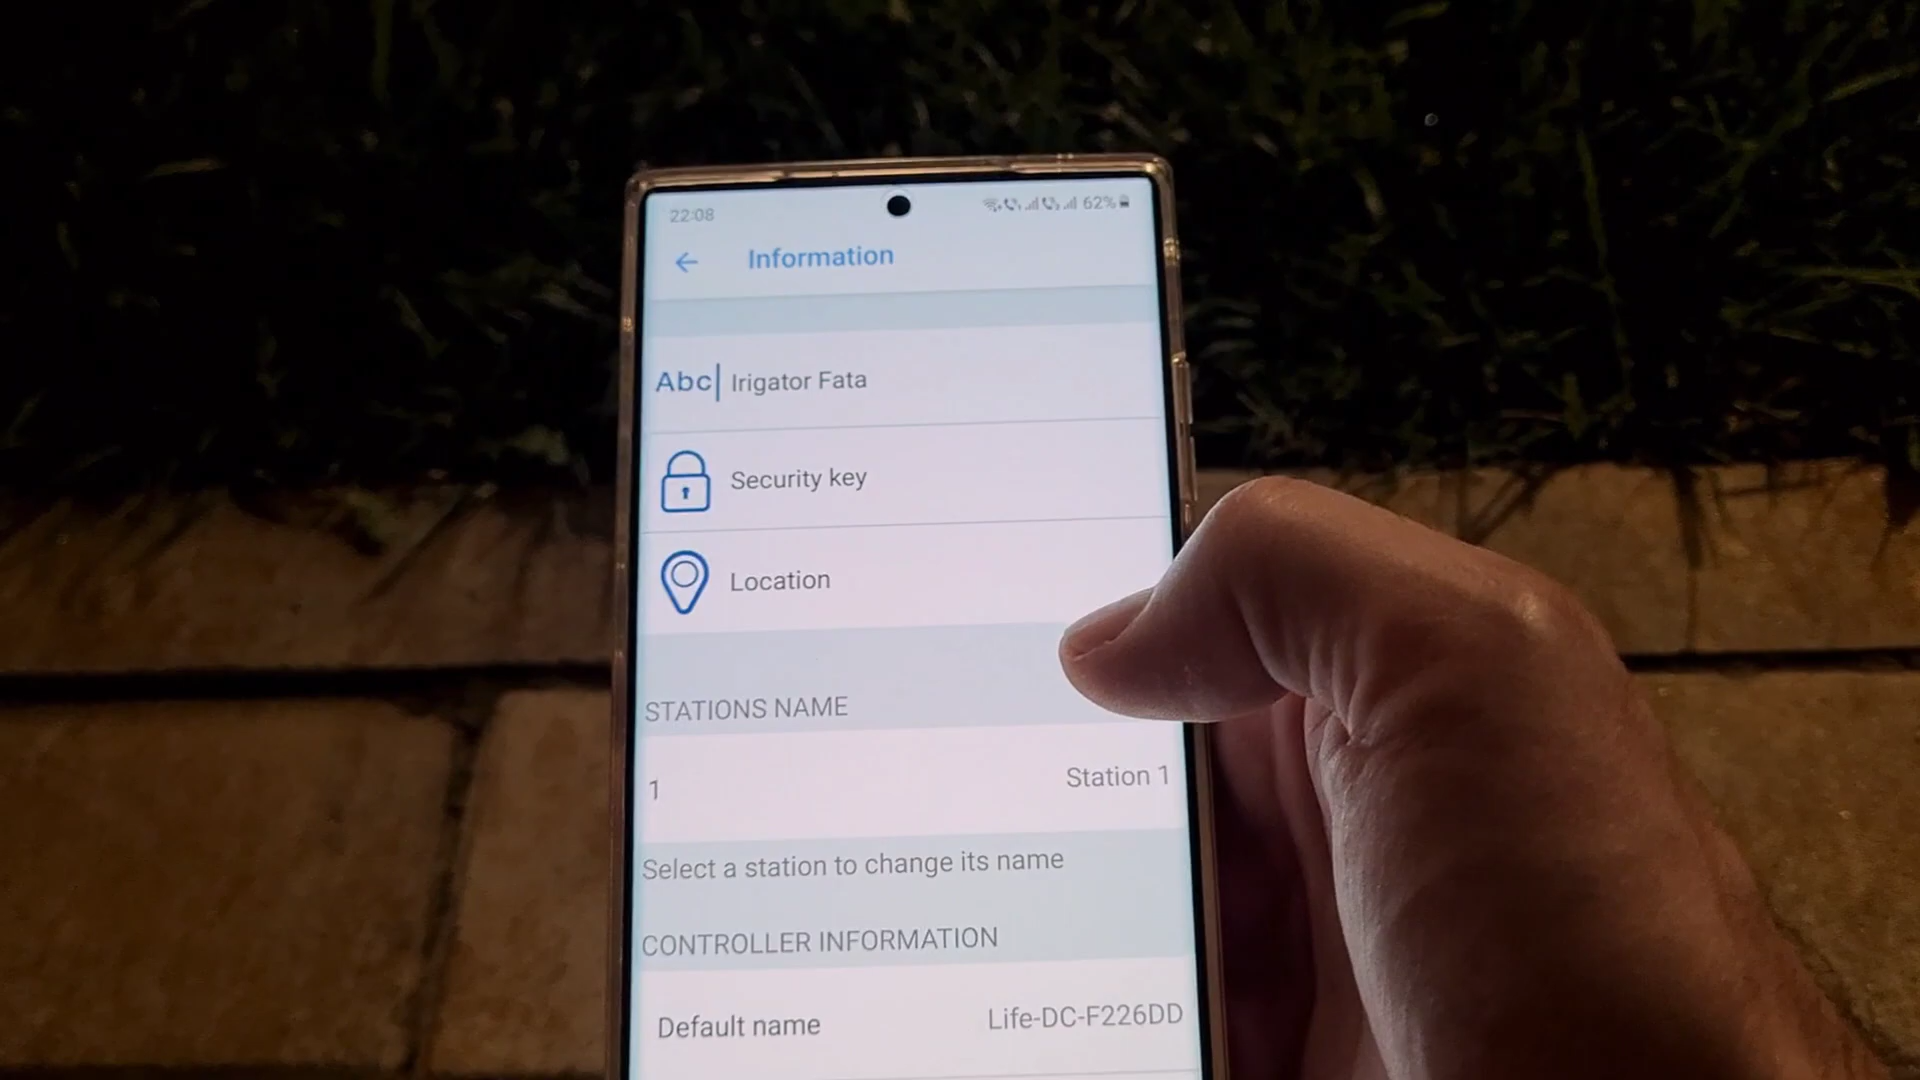 22:08
62%
Information
Abc Irigator Fata
Security key
Location
STATIONS NAME
1 Station 1
Select a station to change its name
CONTROLLER INFORMATION
Default name Life-DC-F226DD